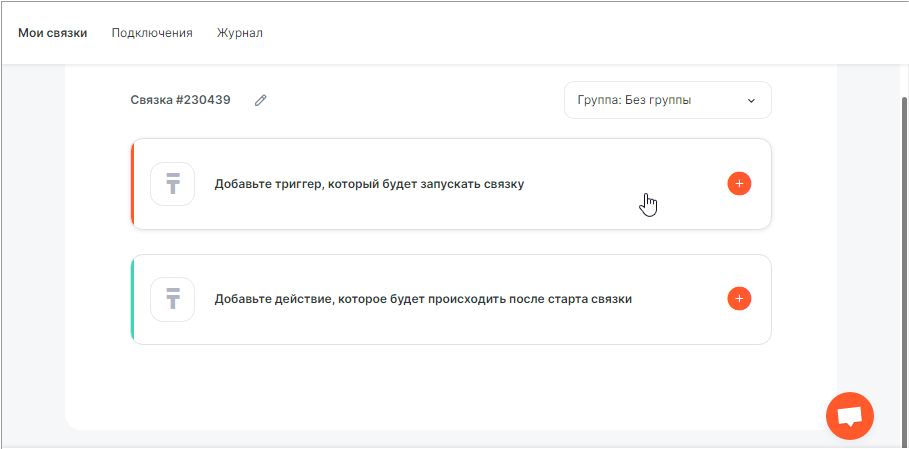 Мои связки Подключения Журнал
Связка #230439 Группа: Без группы
Добавьте триггер, который будет запускать связку
Добавьте действие, которое будет происходить после старта связки